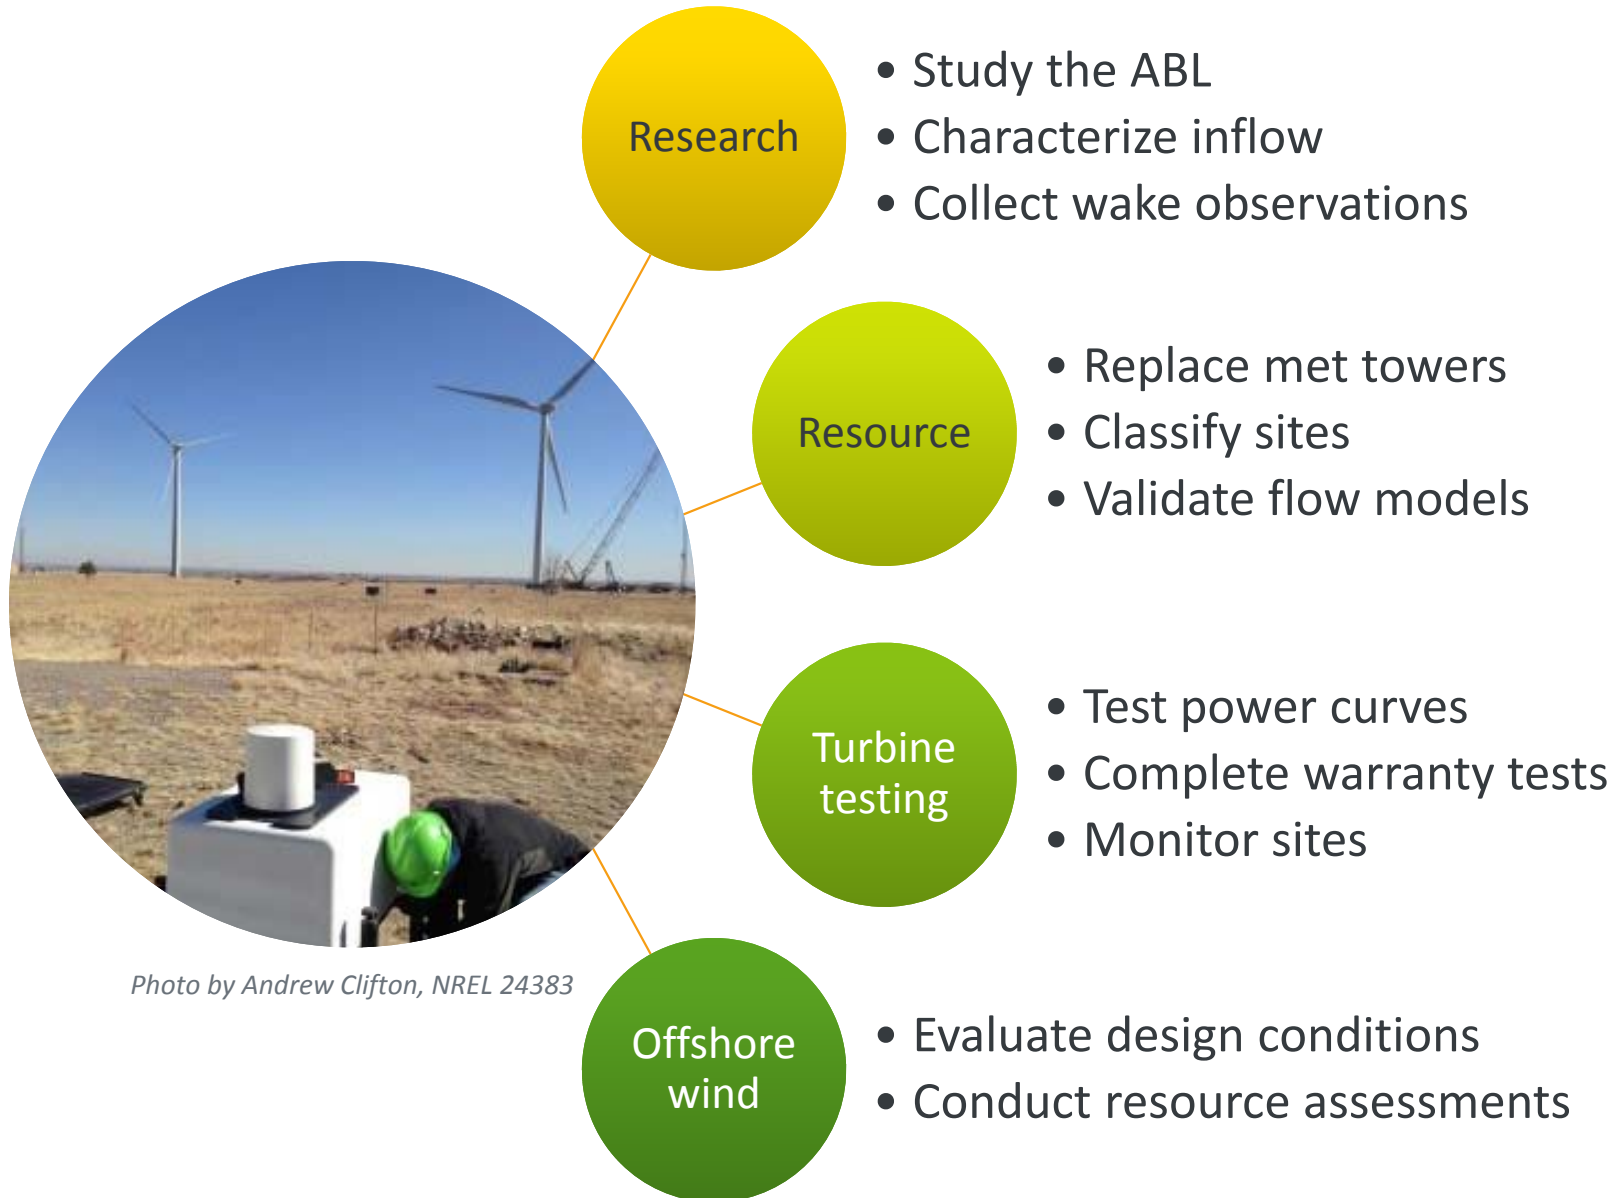 Research
• Study the ABL
• Characterize inflow
• Collect wake observations
Resource
• Replace met towers
• Classify sites
• Validate flow models
Turbine
testing
• Test power curves
• Complete warranty tests
• Monitor sites
Photo by Andrew Clifton, NREL 24383
Offshore
wind
• Evaluate design conditions
• Conduct resource assessments